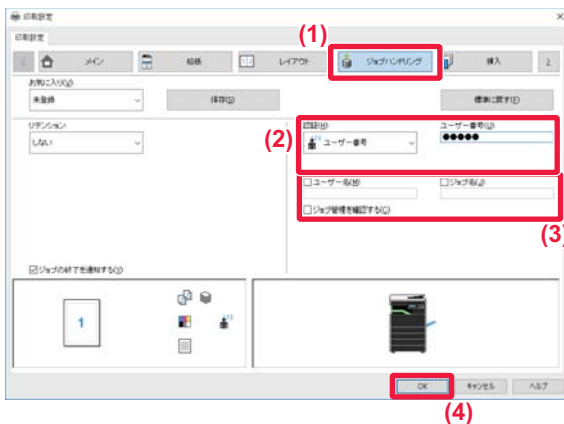 印刷設定
印刷設定
(1)
メイン 給紙 レイアウト ジョブハンドリング 挿入
お気に入り(V)
未登録 保存(S) 標準に戻す(E)
リテンション 認証(H) ユーザー番号(U)
しない (2) ユーザー番号 ●●●●●
ユーザー名(M) ジョブ名(J)
ジョブ管理を確認する(C)
(3)
ジョブの終了を通知する(Y)
1
OK キャンセル ヘルプ
(4)